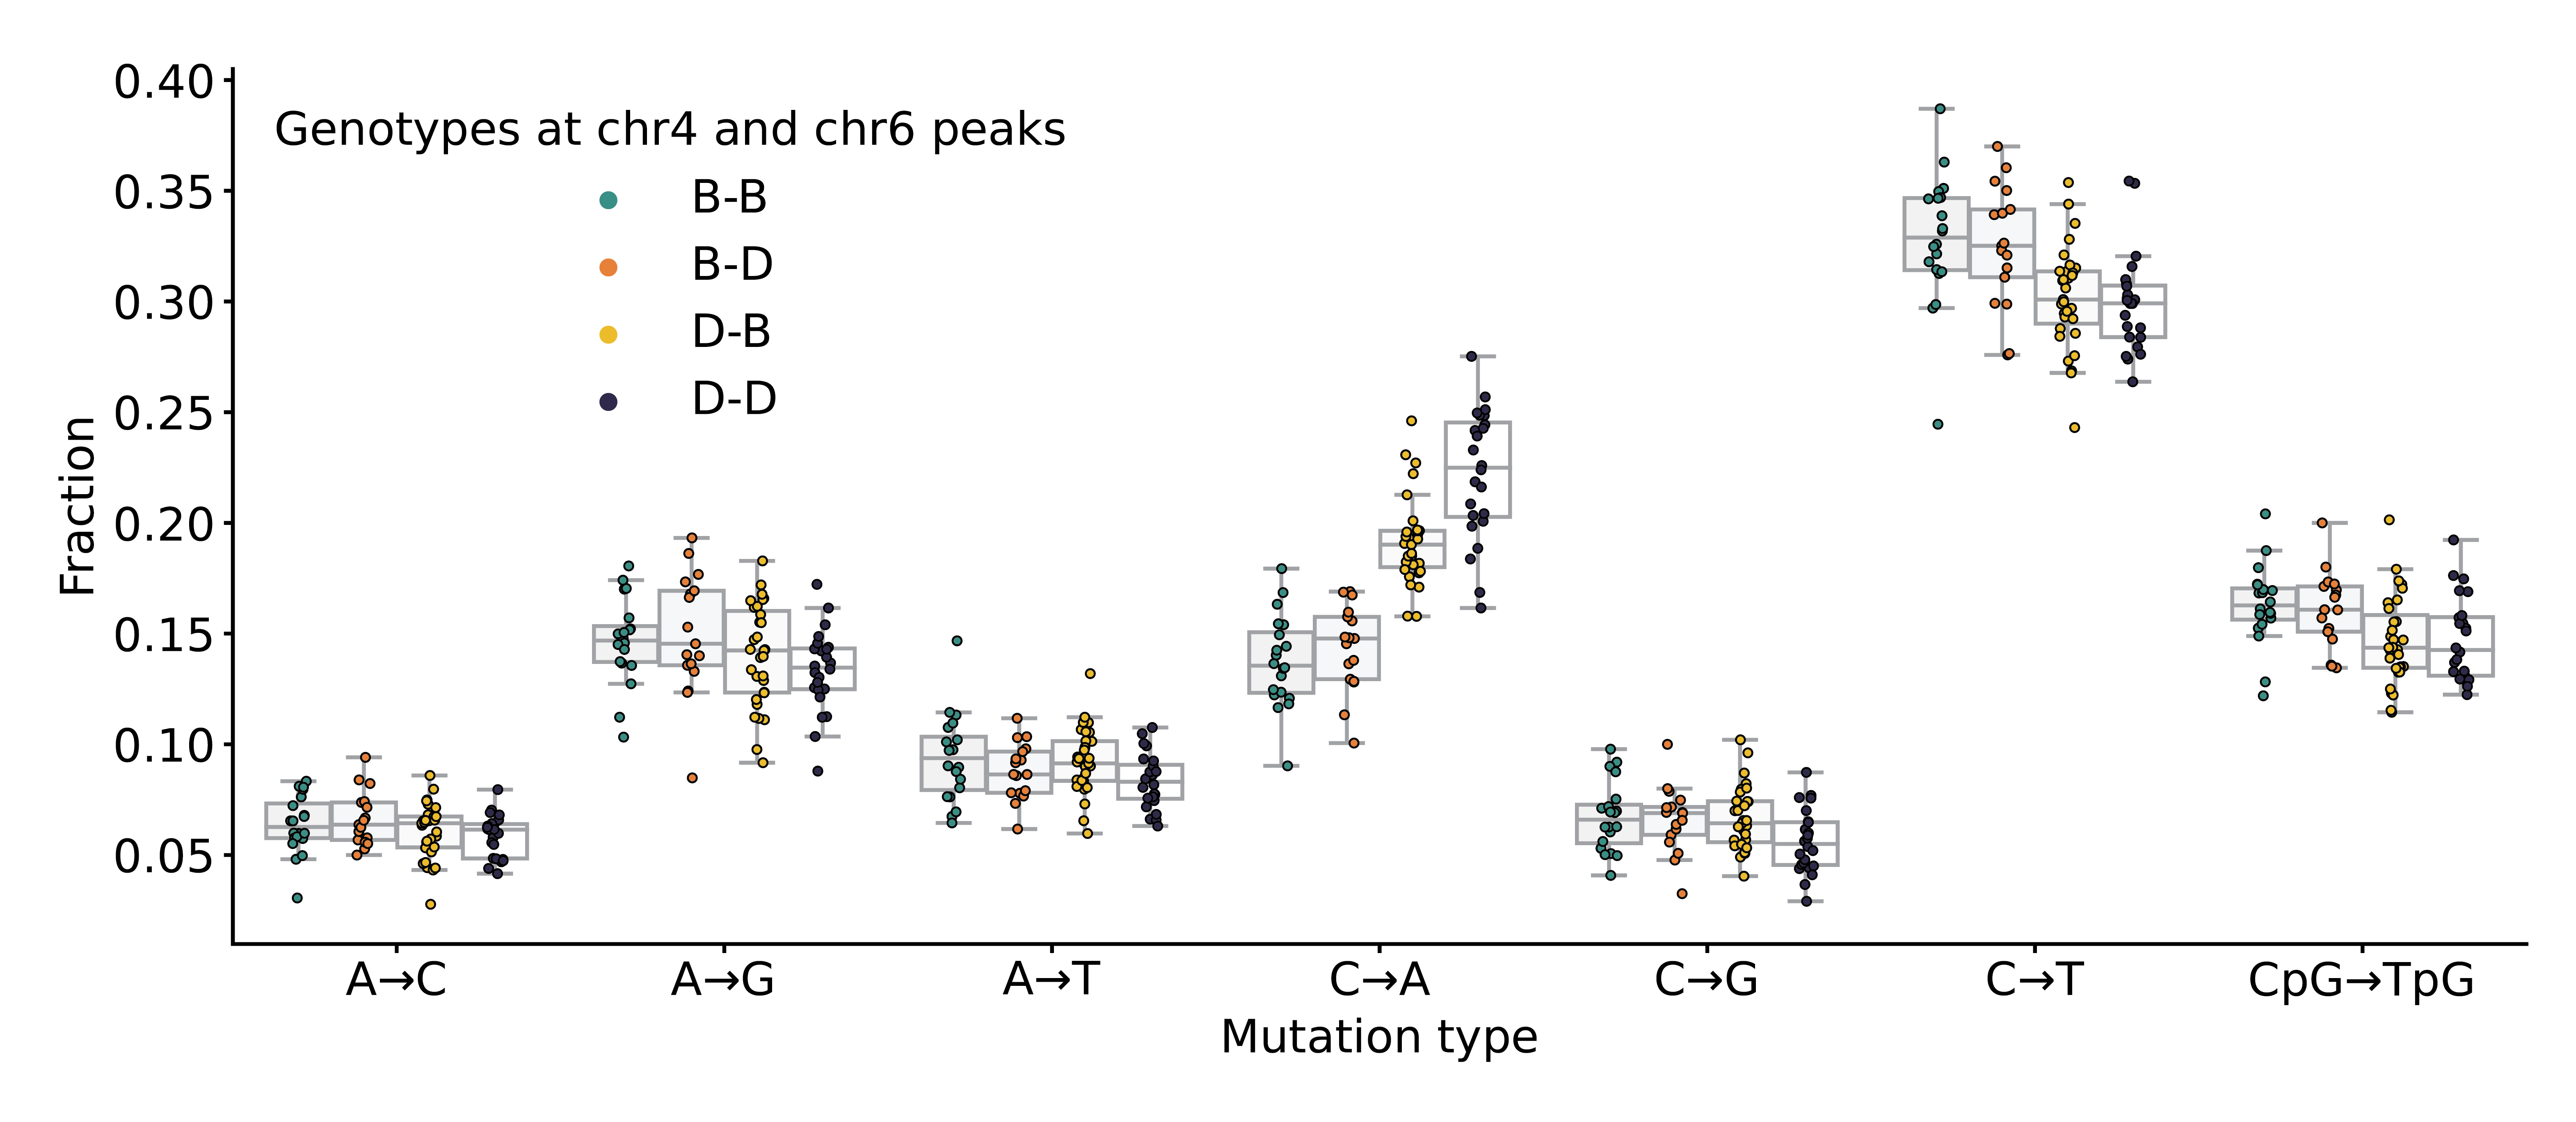 0.40
Genotypes at chr4 and chr6 peaks
0.35
B-B
B-D
0.30
D-B
0.25
D-D
0.20
0.15
0.10
0.05
Fraction
A→C
A→G
A→T
C→A
C→G
C→T
CpG→TpG
Mutation type